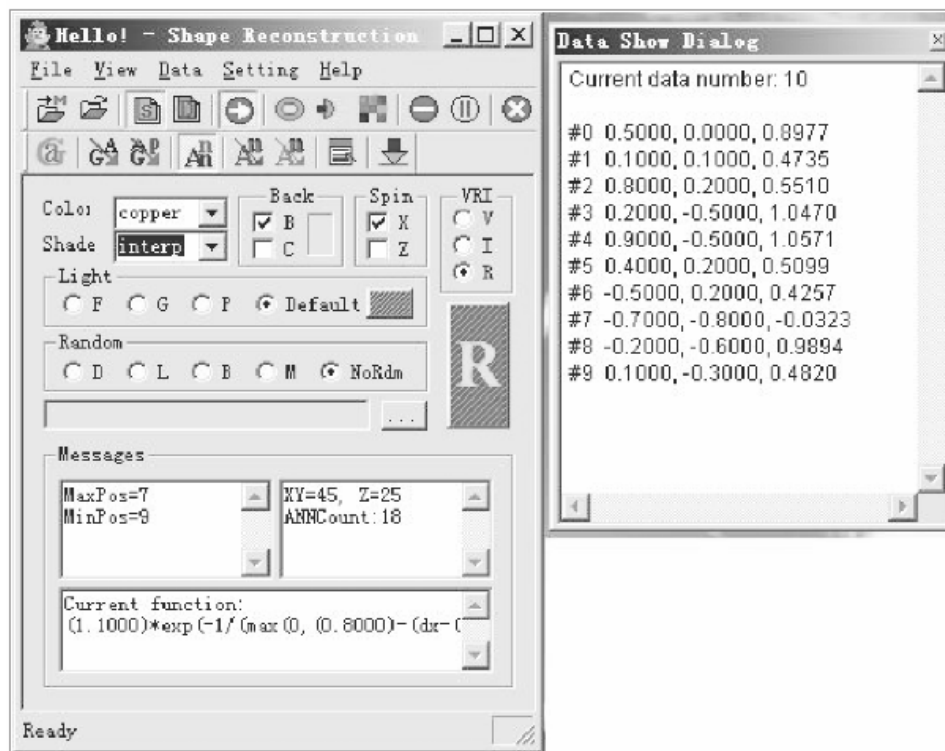 Hello! - Shape Reconstruction
File View Data Setting Help
Color copper
Shade interp
Back
B
C
Spin
X
Z
VRI
V
I
R
Light
F G P Default
R
Random
D L B M NoRdm
...
Messages
MaxPos=7
MinPos=9
XY=45, Z=25
ANNCount:18
Current function:
(1.1000)*exp(-1/(max(0, (0.8000)-(dx-(
Ready
Data Show Dialog
Current data number: 10
#0 0.5000, 0.0000, 0.8977
#1 0.1000, 0.1000, 0.4735
#2 0.8000, 0.2000, 0.5510
#3 0.2000, -0.5000, 1.0470
#4 0.9000, -0.5000, 1.0571
#5 0.4000, 0.2000, 0.5099
#6 -0.5000, 0.2000, 0.4257
#7 -0.7000, -0.8000, -0.0323
#8 -0.2000, -0.6000, 0.9894
#9 0.1000, -0.3000, 0.4820